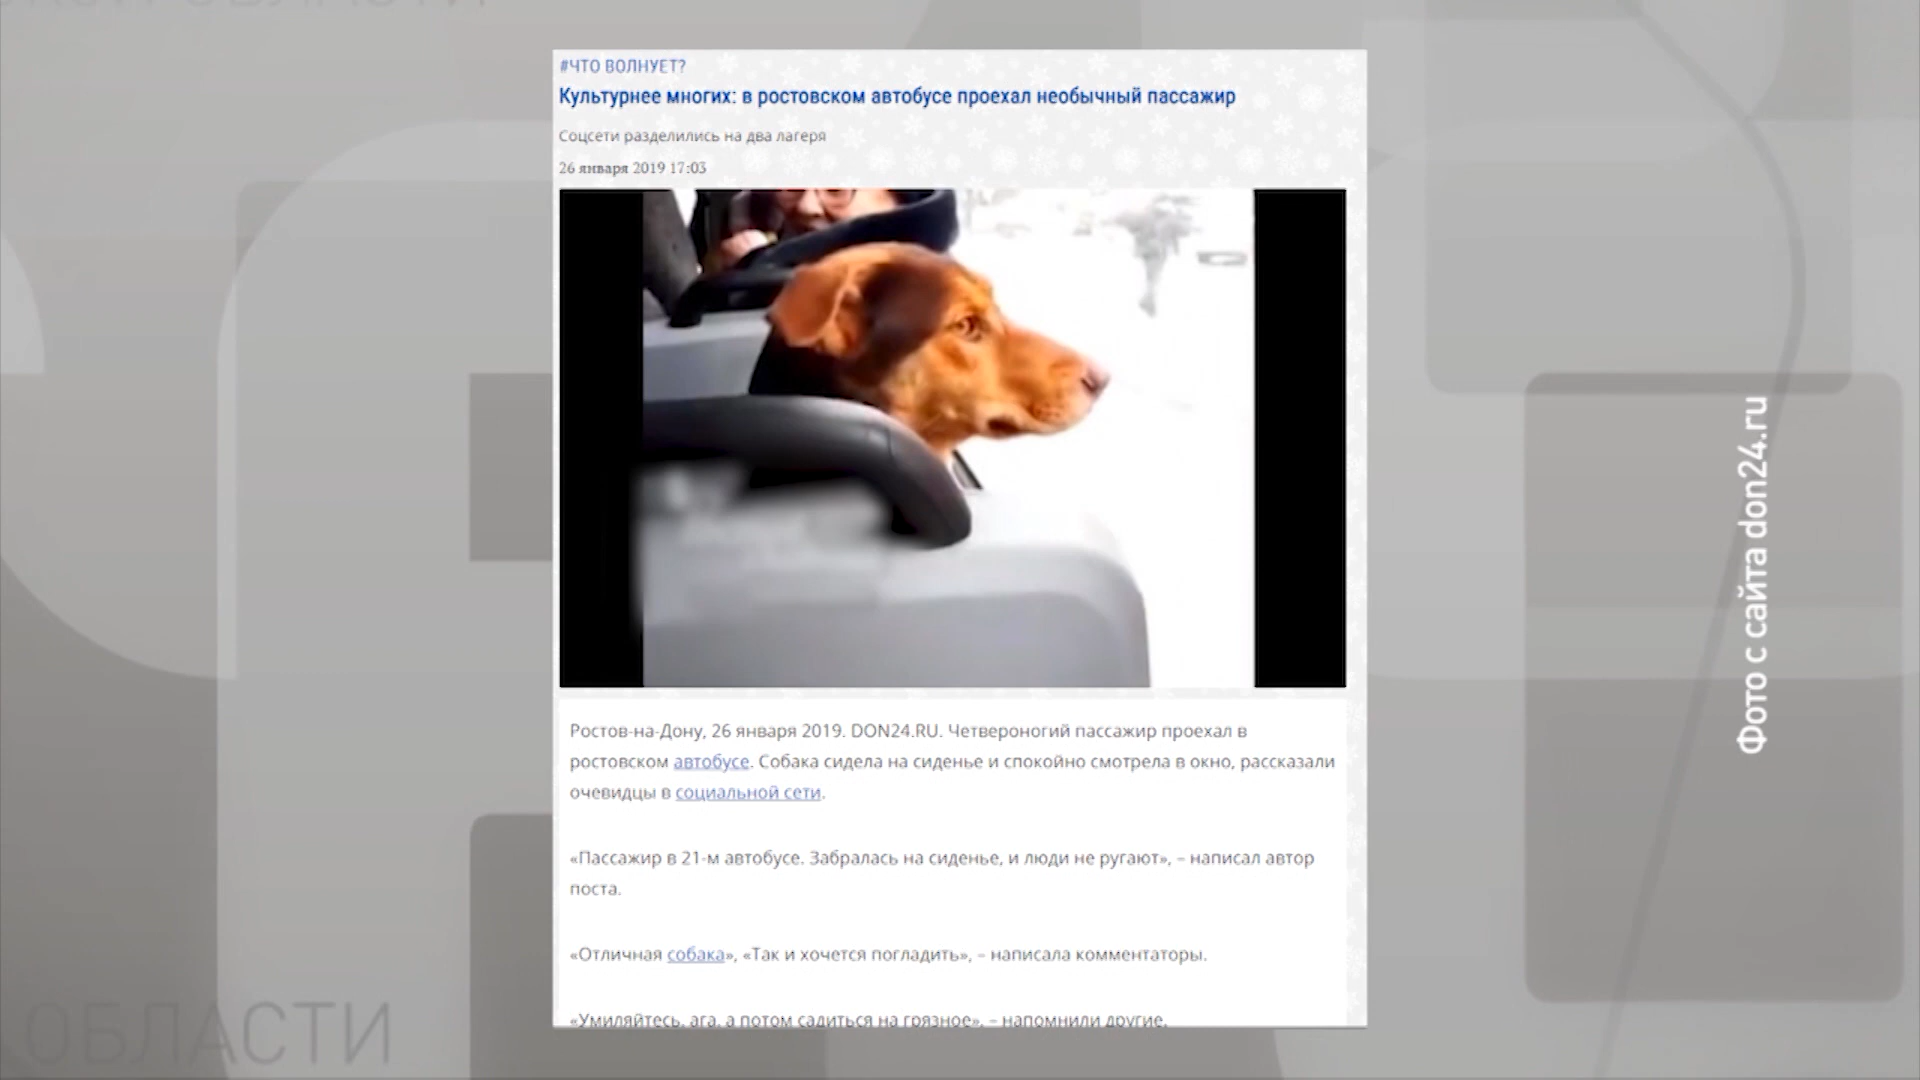 #ЧТО ВОЛНУЕТ?
Культурнее многих: в ростовском автобусе проехал необычный пассажир
Соцсети разделились на два лагеря
26 января 2019 17:03
Ростов-на-Дону, 26 января 2019. DON24.RU. Четвероногий пассажир проехал в
ростовском автобусе. Собака сидела на сиденье и спокойно смотрела в окно, рассказали
очевидцы в социальной сети.
«Пассажир в 21-м автобусе. Забралась на сиденье, и люди не ругают», – написал автор
поста.
«Отличная собака», «Так и хочется погладить», – написала комментаторы.
«Умиляйтесь, ага, а потом садиться на грязное», – напомнили другие.
Фото с сайта don24.ru
ОБЛАСТИ